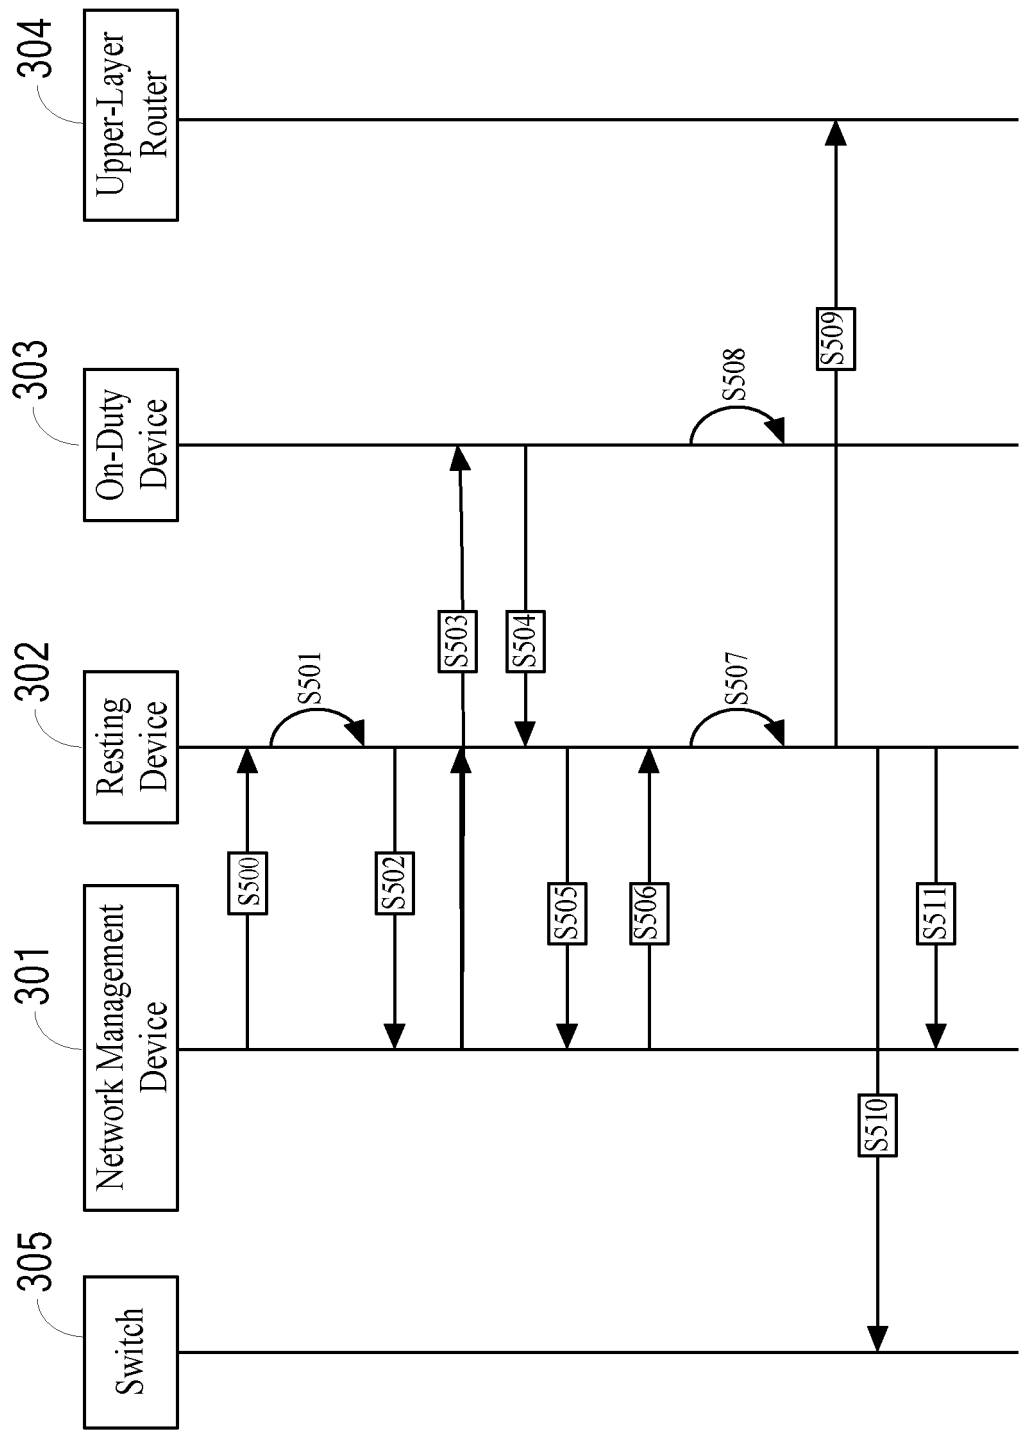 305
301
302
303
304
Switch
Network Management
Device
Resting
Device
On-Duty
Device
Upper-Layer
Router
S500
S501
S502
S503
S504
S505
S506
S507
S508
S509
S510
S511